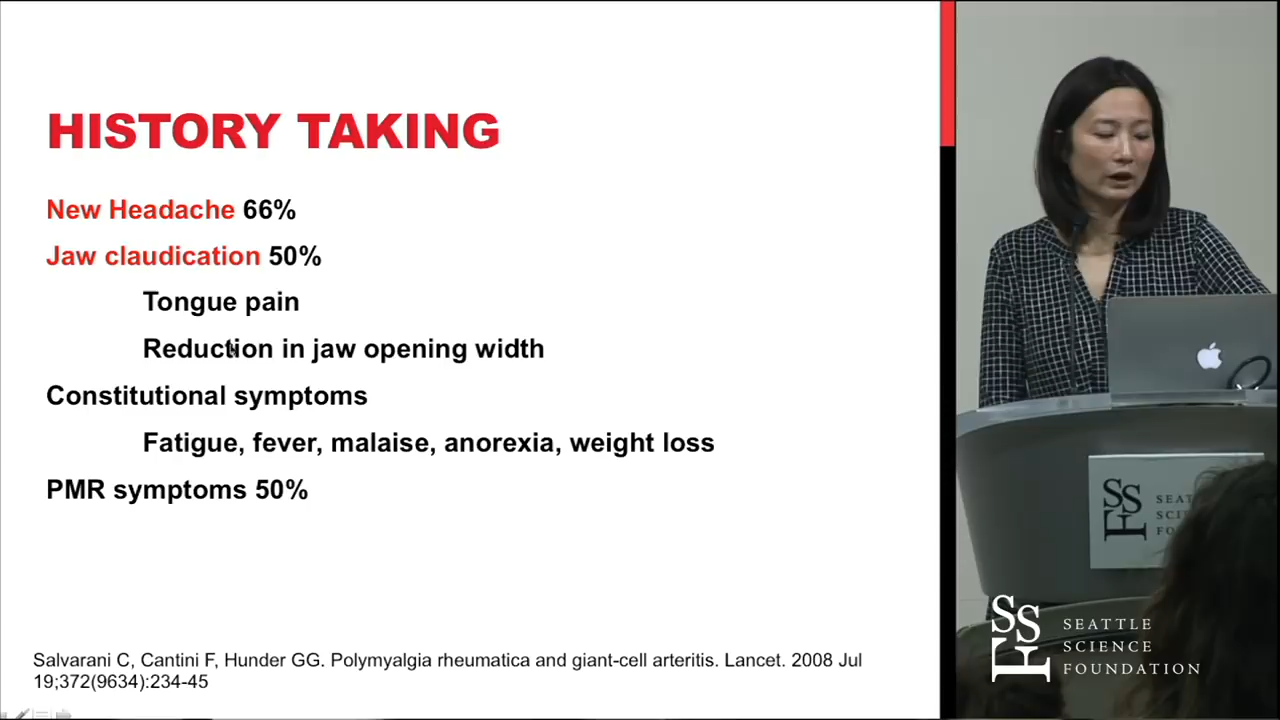 HISTORY TAKING
New Headache 66%
Jaw claudication 50%
Tongue pain
Reduction in jaw opening width
Constitutional symptoms
Fatigue, fever, malaise, anorexia, weight loss
PMR symptoms 50%
Salvarani C, Cantini F, Hunder GG. Polymyalgia rheumatica and giant-cell arteritis. Lancet. 2008 Jul
19;372(9634):234-45
SSF
SEATTLE
SCIENCE
FOUNDATION